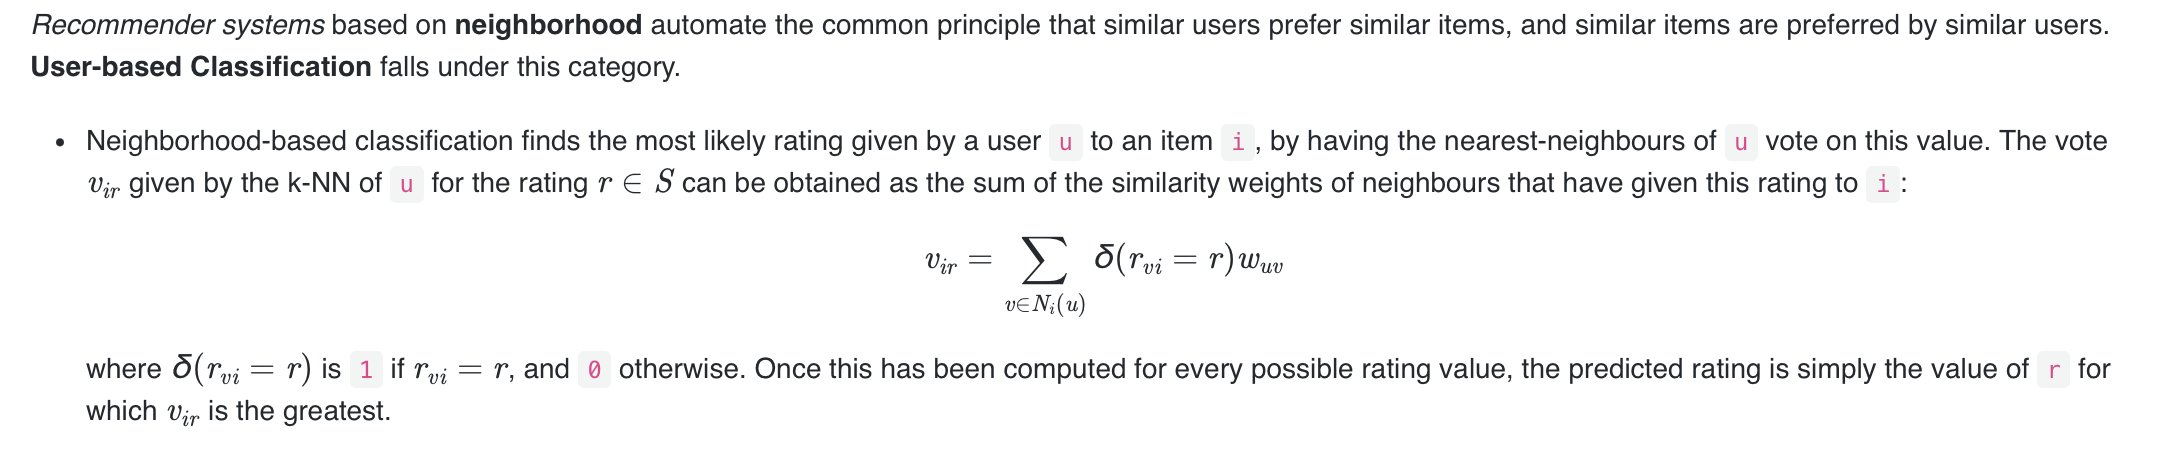 Recommender systems based on neighborhood automate the common principle that similar users prefer similar items, and similar items are preferred by similar users.
User-based Classification falls under this category.
• Neighborhood-based classification finds the most likely rating given by a user u to an item i , by having the nearest-neighbours of u vote on this value. The vote
v_{ir} given by the k-NN of u for the rating r ∈ S can be obtained as the sum of the similarity weights of neighbours that have given this rating to i :
v_{ir} = ∑_{v∈N_i(u)} δ(r_{vi} = r)w_{uv}
where δ(r_{vi} = r) is 1 if r_{vi} = r, and 0 otherwise. Once this has been computed for every possible rating value, the predicted rating is simply the value of r for
which v_{ir} is the greatest.